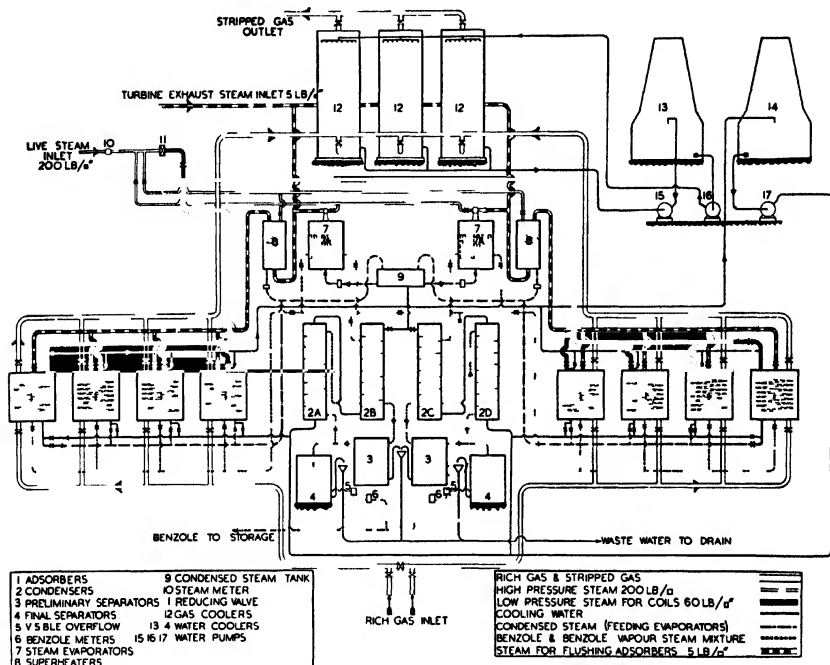 STRIPPED GAS
OUTLET
12 12 12
TURBINE EXHAUST STEAM INLET 5 LB/□"
13 14
LIVE STEAM 10 11
INLET
200 LB/□"
15 16 17
8 7 7 8
9
2A 2B 2C 2D
3 3
4 5 6 6 5 4
BENZOLE TO STORAGE
WASTE WATER TO DRAIN
RICH GAS INLET
1 ADSORBERS
2 CONDENSERS
3 PRELIMINARY SEPARATORS
4 FINAL SEPARATORS
5 V S BLE OVERFLOW
6 BENZOLE METERS
7 STEAM EVAPORATORS
8 SUPERHEATERS
9 CONDENSED STEAM TANK
10 STEAM METER
1 REDUCING VALVE
12 GAS COOLERS
13 4 WATER COOLERS
15 16 17 WATER PUMPS
RICH GAS & STRIPPED GAS
HIGH PRESSURE STEAM 200 LB/□
LOW PRESSURE STEAM FOR COILS 60 LB/□"
COOLING WATER
CONDENSED STEAM (FEEDING EVAPORATORS)
BENZOLE & BENZOLE VAPOUR STEAM MIXTURE
STEAM FOR FLUSHING ADSORBERS 5 LB/□"